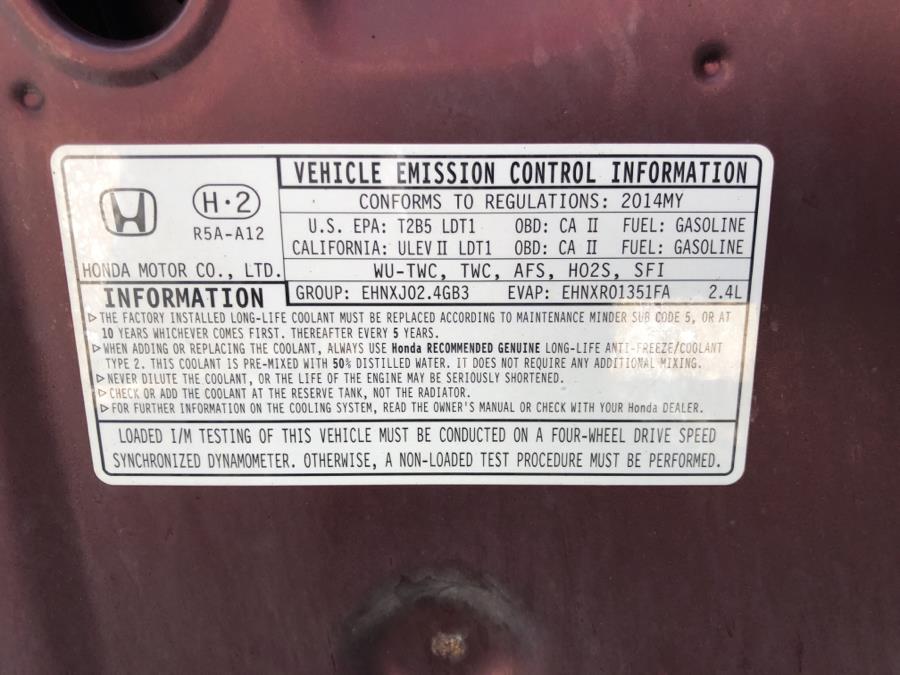 H·2
R5A-A12
HONDA MOTOR CO., LTD.
VEHICLE EMISSION CONTROL INFORMATION
CONFORMS TO REGULATIONS: 2014MY
U.S. EPA: T2B5 LDT1 OBD: CA II FUEL: GASOLINE
CALIFORNIA: ULEV II LDT1 OBD: CA II FUEL: GASOLINE
WU-TWC, TWC, AFS, HO2S, SFI
GROUP: EHNXJ02.4GB3 EVAP: EHNXR01351FA 2.4L
INFORMATION
▷THE FACTORY INSTALLED LONG-LIFE COOLANT MUST BE REPLACED ACCORDING TO MAINTENANCE MINDER SUB CODE 5, OR AT
10 YEARS WHICHEVER COMES FIRST. THEREAFTER EVERY 5 YEARS.
▷WHEN ADDING OR REPLACING THE COOLANT, ALWAYS USE Honda RECOMMENDED GENUINE LONG-LIFE ANTI-FREEZE/COOLANT
TYPE 2. THIS COOLANT IS PRE-MIXED WITH 50% DISTILLED WATER. IT DOES NOT REQUIRE ANY ADDITIONAL MIXING.
▷NEVER DILUTE THE COOLANT, OR THE LIFE OF THE ENGINE MAY BE SERIOUSLY SHORTENED.
▷CHECK OR ADD THE COOLANT AT THE RESERVE TANK, NOT THE RADIATOR.
▷FOR FURTHER INFORMATION ON THE COOLING SYSTEM, READ THE OWNER'S MANUAL OR CHECK WITH YOUR Honda DEALER.
LOADED I/M TESTING OF THIS VEHICLE MUST BE CONDUCTED ON A FOUR-WHEEL DRIVE SPEED
SYNCHRONIZED DYNAMOMETER. OTHERWISE, A NON-LOADED TEST PROCEDURE MUST BE PERFORMED.